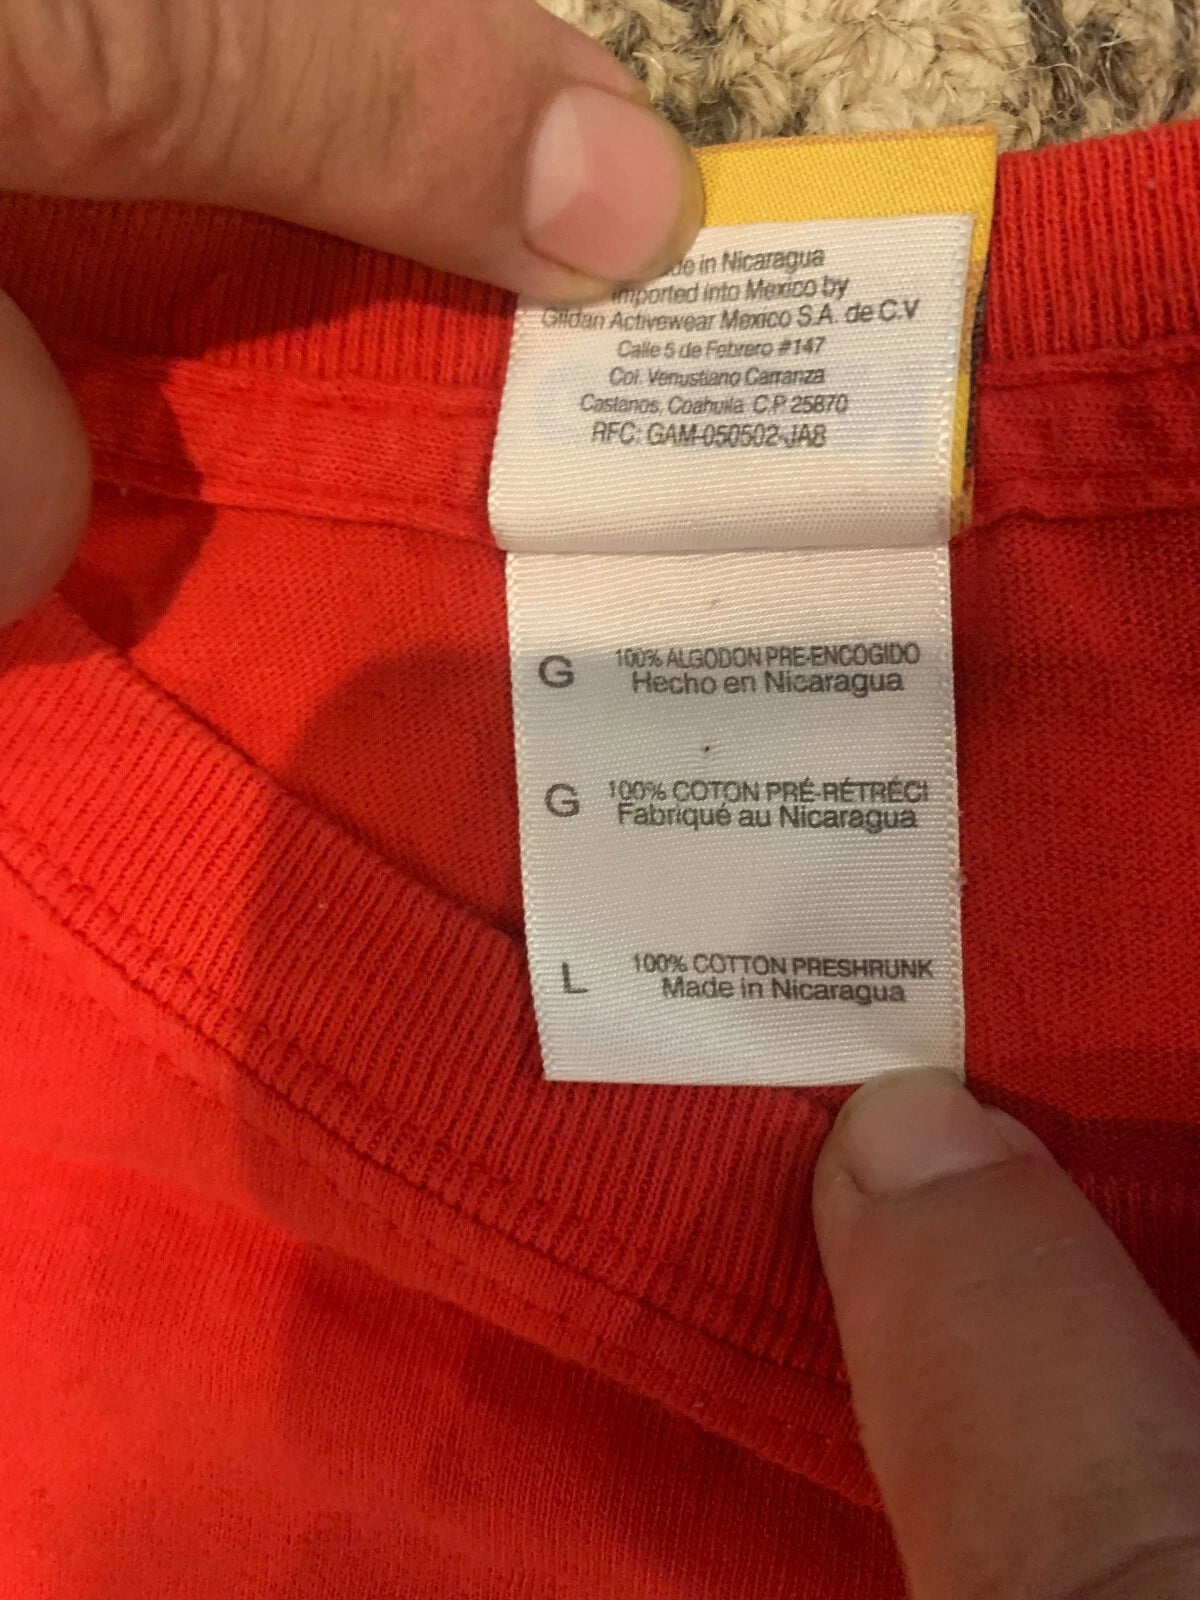 in Nicaragua
Imported into Mexico by
Gildan Activewear Mexico S.A. de C.V
Calle 5 de Febrero #147
Col. Venustiano Carranza
Castanos, Coahuila C.P. 25870
RFC: GAM-050502-JA8
G 100% ALGODON PRE-ENCOGIDO
Hecho en Nicaragua
G 100% COTON PRÉ-RÉTRÉCI
Fabriqué au Nicaragua
L 100% COTTON PRESHRUNK
Made in Nicaragua